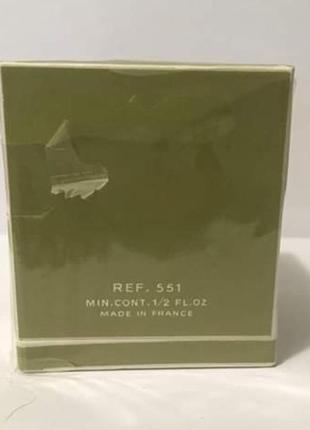 REF. 551
MIN.CONT.1/2 FL.OZ
MADE IN FRANCE